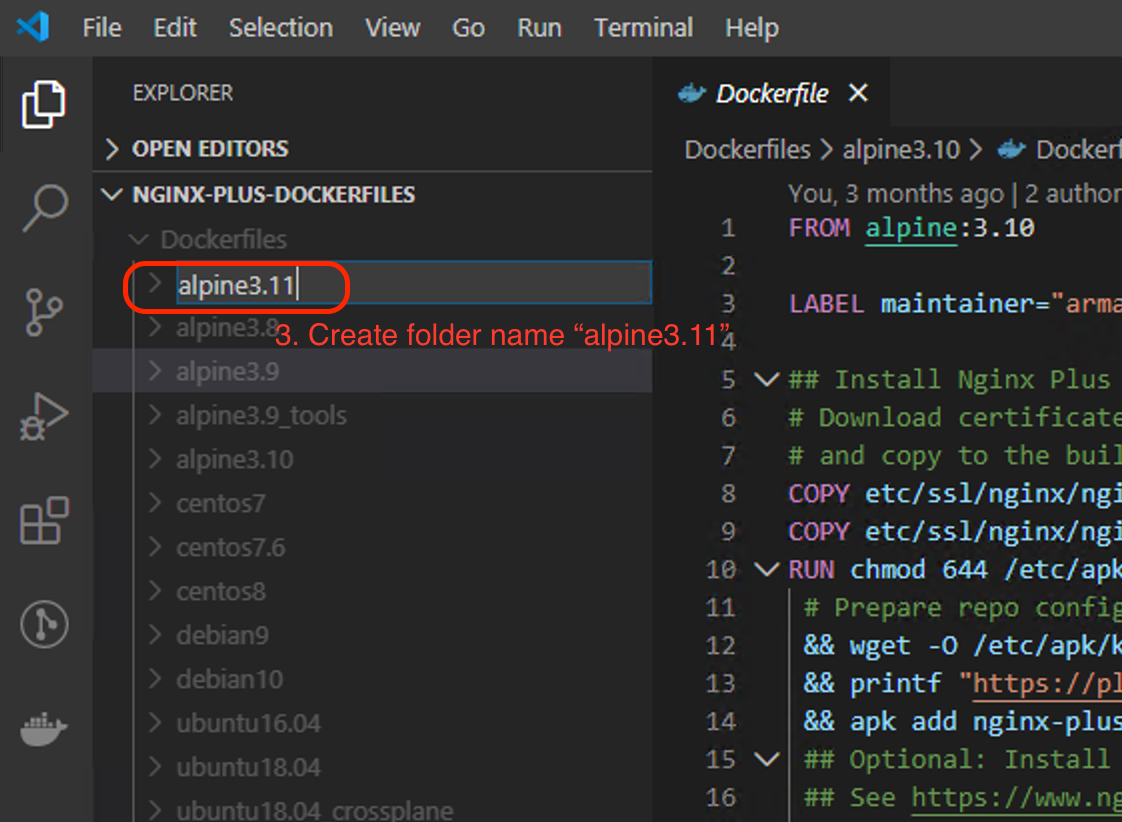 File Edit Selection View Go Run Terminal Help
EXPLORER
OPEN EDITORS
NGINX-PLUS-DOCKERFILES
Dockerfiles
alpine3.11
alpine3.8
3. Create folder name “alpine3.11”
alpine3.9
alpine3.9_tools
alpine3.10
centos7
centos7.6
centos8
debian9
debian10
ubuntu16.04
ubuntu18.04
ubuntu18.04_crossplane
Dockerfile
Dockerfiles > alpine3.10 > Dockerf
You, 3 months ago | 2 author
1 FROM alpine:3.10
2
3 LABEL maintainer="arma
4
5 ## Install Nginx Plus
6 # Download certificate
7 # and copy to the buil
8 COPY etc/ssl/nginx/ngi
9 COPY etc/ssl/nginx/ngi
10 RUN chmod 644 /etc/apk
11 # Prepare repo config
12 && wget -O /etc/apk/k
13 && printf "https://pl
14 && apk add nginx-plus
15 ## Optional: Install
16 ## See https://www.ng